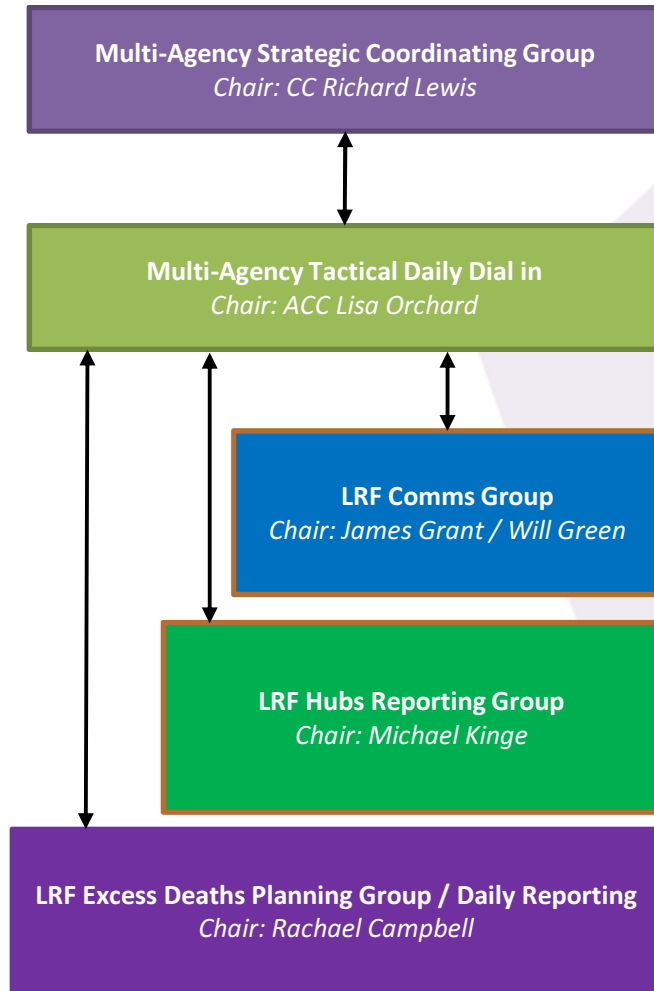 Multi-Agency Strategic Coordinating Group
Chair: CC Richard Lewis
Multi-Agency Tactical Daily Dial in
Chair: ACC Lisa Orchard
LRF Comms Group
Chair: James Grant / Will Green
LRF Hubs Reporting Group
Chair: Michael Kinge
LRF Excess Deaths Planning Group / Daily Reporting
Chair: Rachael Campbell